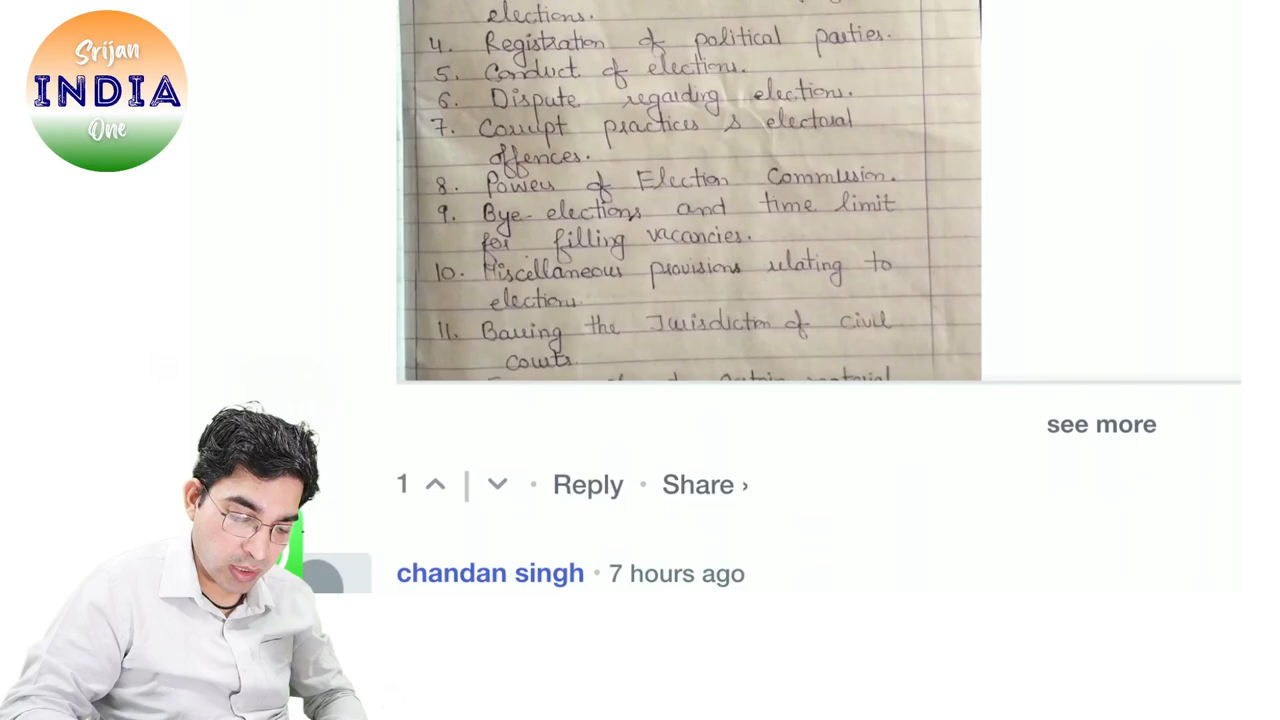 Srijan
INDIA
One
elections.
4. Registration of political parties.
5. Conduct of elections.
6. Dispute regarding elections.
7. Corrupt practices & electoral
offences.
8. Powers of Election Commission.
9. Bye-elections and time limit
for filling vacancies.
10. Miscellaneous provisions relating to
elections
11. Barring the Jurisdiction of civil
courts.
see more
1 • Reply • Share ›
chandan singh • 7 hours ago